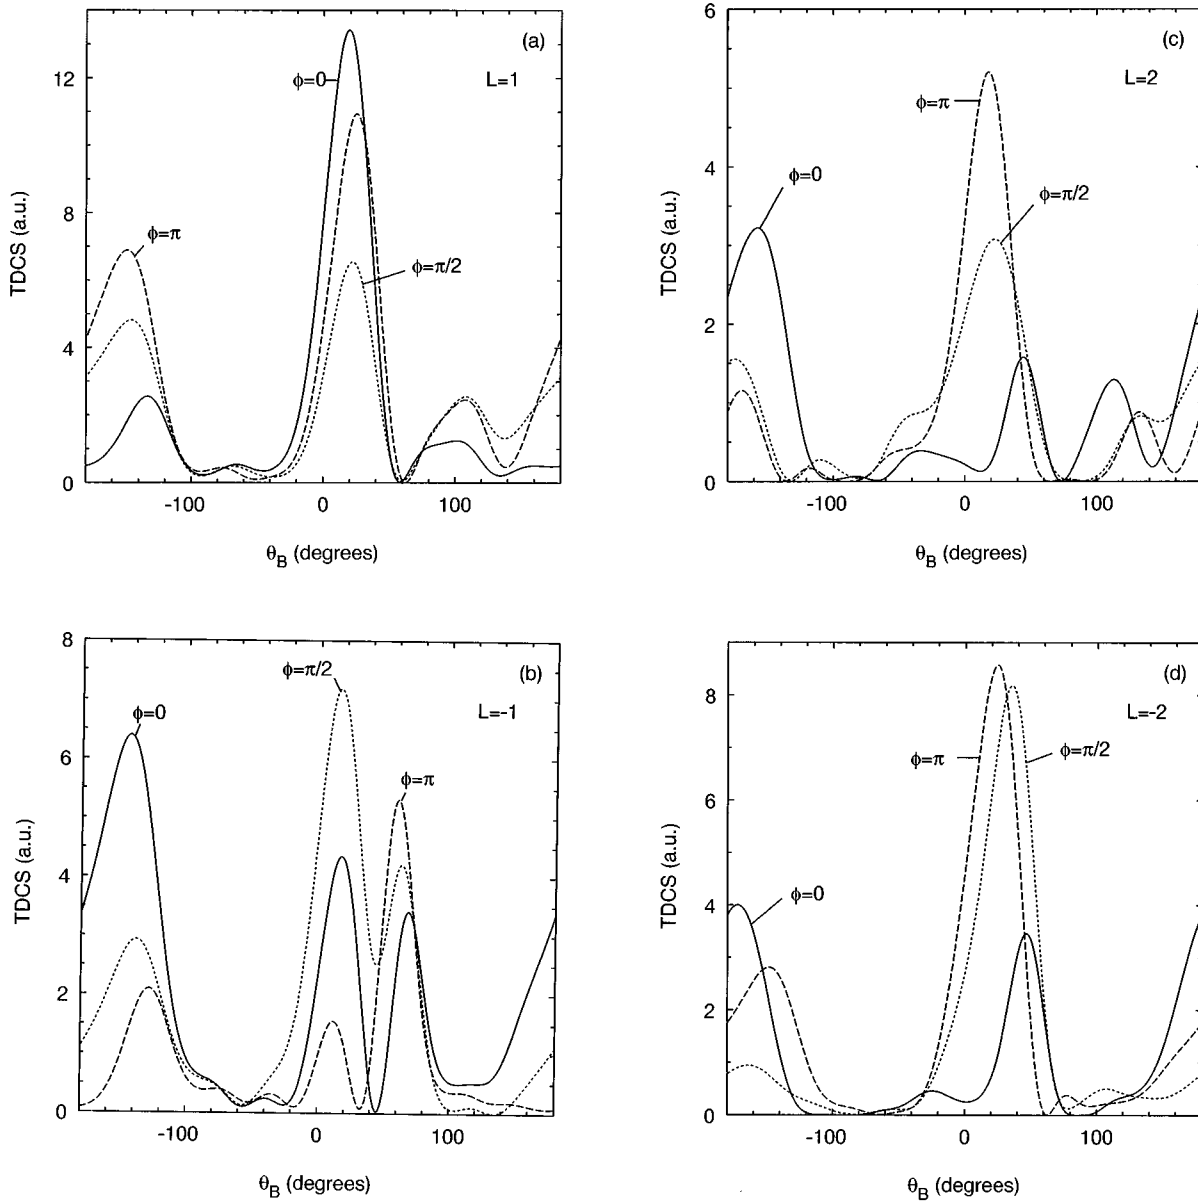 (a)
L=1
ϕ=0
ϕ=π
ϕ=π/2
TDCS (a.u.)
12
8
4
0
-100
0
100
θB (degrees)
(c)
L=2
ϕ=π
ϕ=0
ϕ=π/2
TDCS (a.u.)
6
4
2
0
-100
0
100
θB (degrees)
(b)
L=-1
ϕ=π/2
ϕ=0
ϕ=π
TDCS (a.u.)
8
6
4
2
0
-100
0
100
θB (degrees)
(d)
L=-2
ϕ=π
ϕ=π/2
ϕ=0
TDCS (a.u.)
8
6
4
2
0
-100
0
100
θB (degrees)